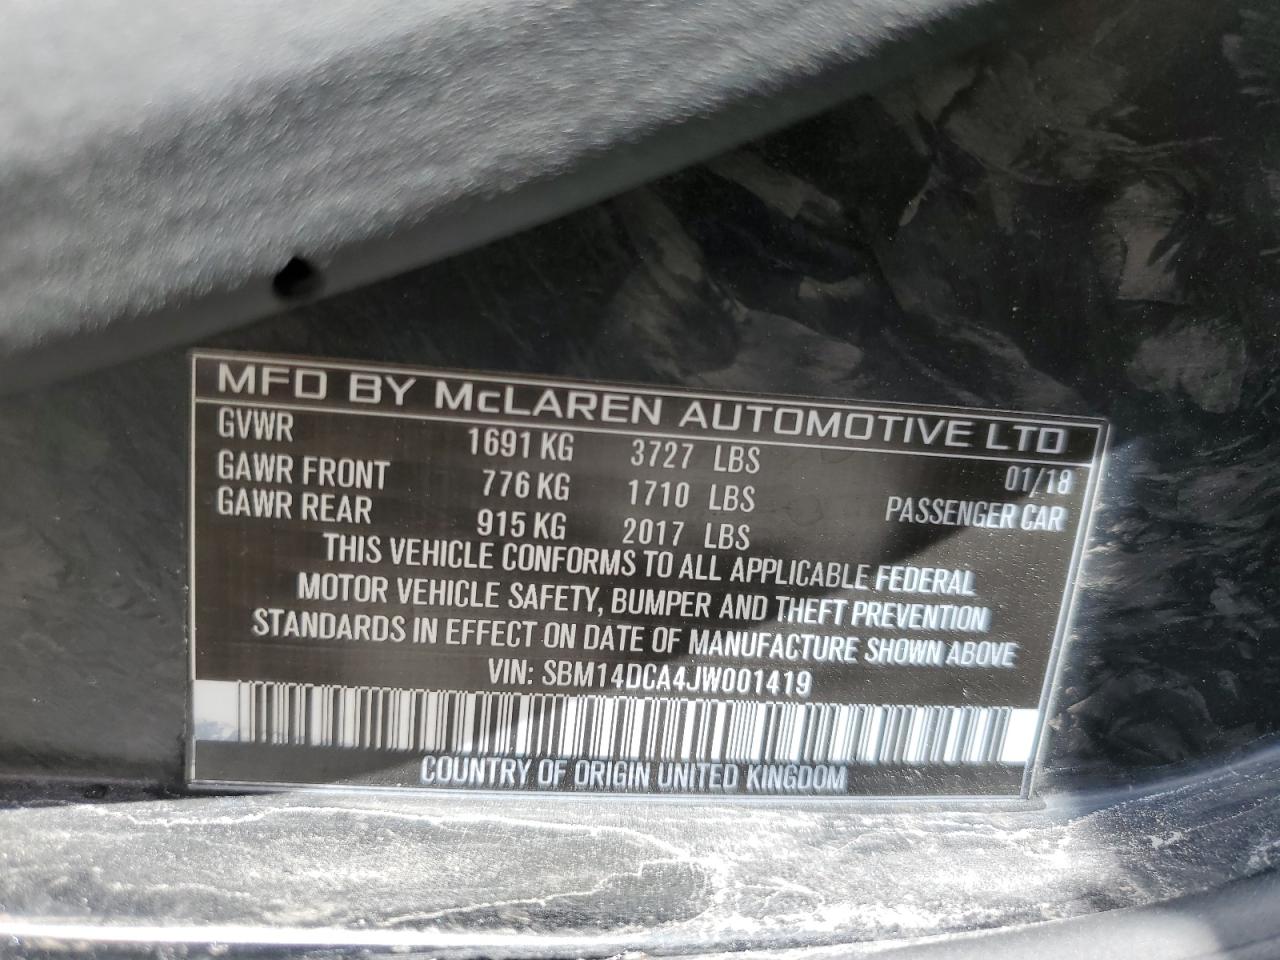 MFD BY McLAREN AUTOMOTIVE LTD
GVWR 1691 KG 3727 LBS 01/18
GAWR FRONT 776 KG 1710 LBS PASSENGER CAR
GAWR REAR 915 KG 2017 LBS
THIS VEHICLE CONFORMS TO ALL APPLICABLE FEDERAL
MOTOR VEHICLE SAFETY, BUMPER AND THEFT PREVENTION
STANDARDS IN EFFECT ON DATE OF MANUFACTURE SHOWN ABOVE
VIN: SBM14DCA4JW001419
COUNTRY OF ORIGIN UNITED KINGDOM